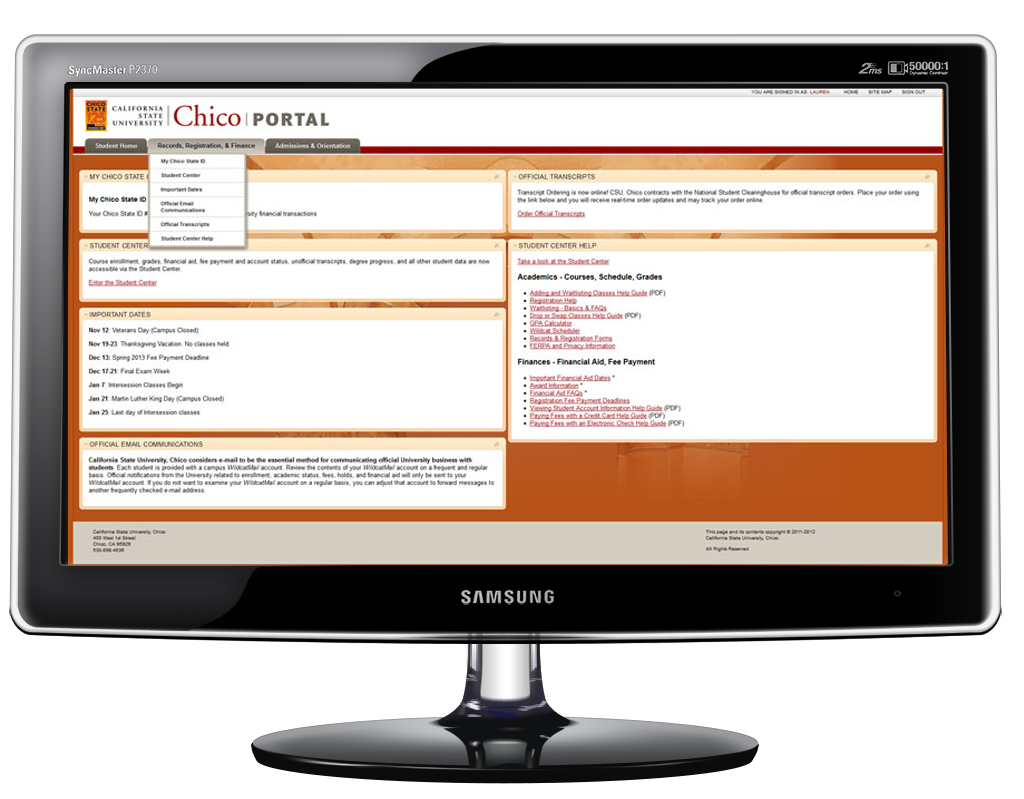 SyncMaster P2370
2ms 50000:1
Dynamic Contrast
YOU ARE SIGNED IN AS LAUREN. HOME SITE MAP SIGN OUT
CHICO
STATE
CALIFORNIA
STATE
UNIVERSITY
Chico PORTAL
Student Home Records, Registration, & Finance Admissions & Orientation
My Chico State ID
Student Center
Important Dates
Official Email
Communications
Official Transcripts
Student Center Help
MY CHICO STATE I
My Chico State ID
Your Chico State ID # sity financial transactions
STUDENT CENTER
Course enrollment, grades, financial aid, fee payment and account status, unofficial transcripts, degree progress, and all other student data are now
accessible via the Student Center.
Enter the Student Center
IMPORTANT DATES
Nov 12: Veterans Day (Campus Closed)
Nov 19-23: Thanksgiving Vacation. No classes held.
Dec 13: Spring 2013 Fee Payment Deadline
Dec 17-21: Final Exam Week
Jan 7: Intersession Classes Begin
Jan 21: Martin Luther King Day (Campus Closed)
Jan 25: Last day of Intersession classes
OFFICIAL EMAIL COMMUNICATIONS
California State University, Chico considers e-mail to be the essential method for communicating official University business with
students. Each student is provided with a campus WildcatMail account. Review the contents of your WildcatMail account on a frequent and regular
basis. Official notifications from the University related to enrollment, academic status, fees, holds, and financial aid will only be sent to your
WildcatMail account. If you do not want to examine your WildcatMail account on a regular basis, you can adjust that account to forward messages to
another frequently checked e-mail address.
OFFICIAL TRANSCRIPTS
Transcript Ordering is now online! CSU, Chico contracts with the National Student Clearinghouse for official transcript orders. Place your order using
the link below and you will receive real-time order updates and may track your order online.
Order Official Transcripts
STUDENT CENTER HELP
Take a look at the Student Center
Academics - Courses, Schedule, Grades
Adding and Waitlisting Classes Help Guide (PDF)
Registration Help
Waitlisting - Basics & FAQs
Drop or Swap Classes Help Guide (PDF)
GPA Calculator
Wildcat Scheduler
Records & Registration Forms
FERPA and Privacy Information
Finances - Financial Aid, Fee Payment
Important Financial Aid Dates *
Award Information *
Financial Aid FAQs *
Registration Fee Payment Deadlines
Viewing Student Account Information Help Guide (PDF)
Paying Fees with a Credit Card Help Guide (PDF)
Paying Fees with an Electronic Check Help Guide (PDF)
California State University, Chico
400 West 1st Street
Chico, CA 95929
530-898-4636
This page and its contents copyright © 2011-2012
California State University, Chico.
All Rights Reserved
SAMSUNG